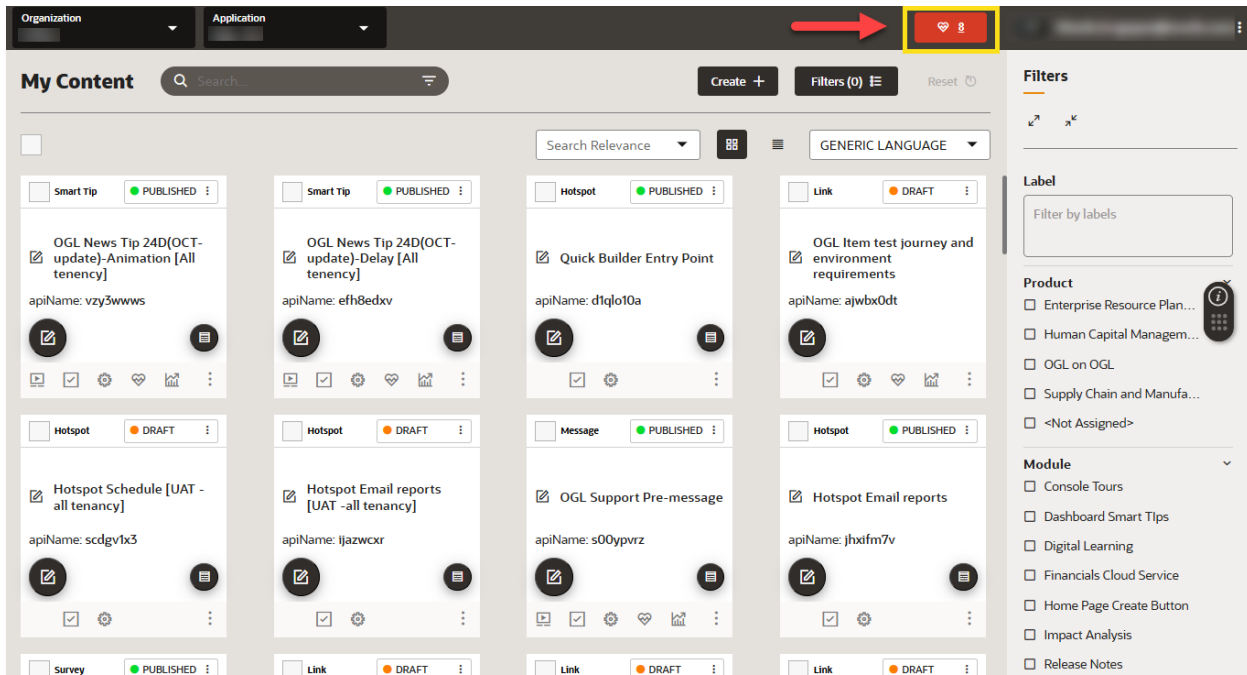 Organization
Application
8
My Content
Search...
Create +
Filters (0)
Reset
Filters
Search Relevance
GENERIC LANGUAGE
Label
Filter by labels
Smart Tip
PUBLISHED
Smart Tip
PUBLISHED
Hotspot
PUBLISHED
Link
DRAFT
OGL News Tip 24D(OCT-
update)-Animation [All
tenency]
apiName: vzy3wwws
OGL News Tip 24D(OCT-
update)-Delay [All
tenency]
apiName: efh8edxv
Quick Builder Entry Point
apiName: d1qlo10a
OGL Item test journey and
environment
requirements
apiName: ajwbx0dt
Product
Enterprise Resource Plan...
Human Capital Managem...
OGL on OGL
Supply Chain and Manufa...
<Not Assigned>
Hotspot
DRAFT
Hotspot
DRAFT
Message
PUBLISHED
Hotspot
PUBLISHED
Hotspot Schedule [UAT -
all tenancy]
apiName: scdgv1x3
Hotspot Email reports
[UAT -all tenancy]
apiName: ijazwcxr
OGL Support Pre-message
apiName: s00ypvrz
Hotspot Email reports
apiName: jhxifm7v
Module
Console Tours
Dashboard Smart TIps
Digital Learning
Financials Cloud Service
Home Page Create Button
Impact Analysis
Release Notes
Survey
PUBLISHED
Link
DRAFT
Link
DRAFT
Link
DRAFT